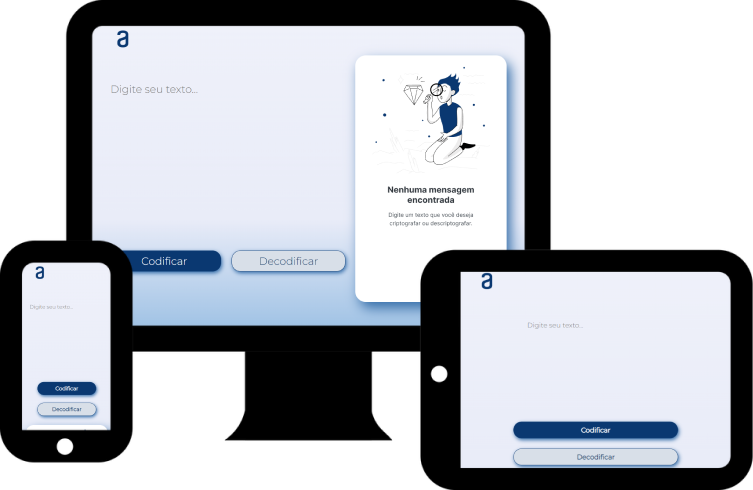 a
Digite seu texto...
Nenhuma mensagem
encontrada
Digite um texto que você deseja
criptografar ou descriptografar.
Codificar
Decodificar
a
Digite seu texto...
Codificar
Decodificar
a
Digite seu texto...
Codificar
Decodificar